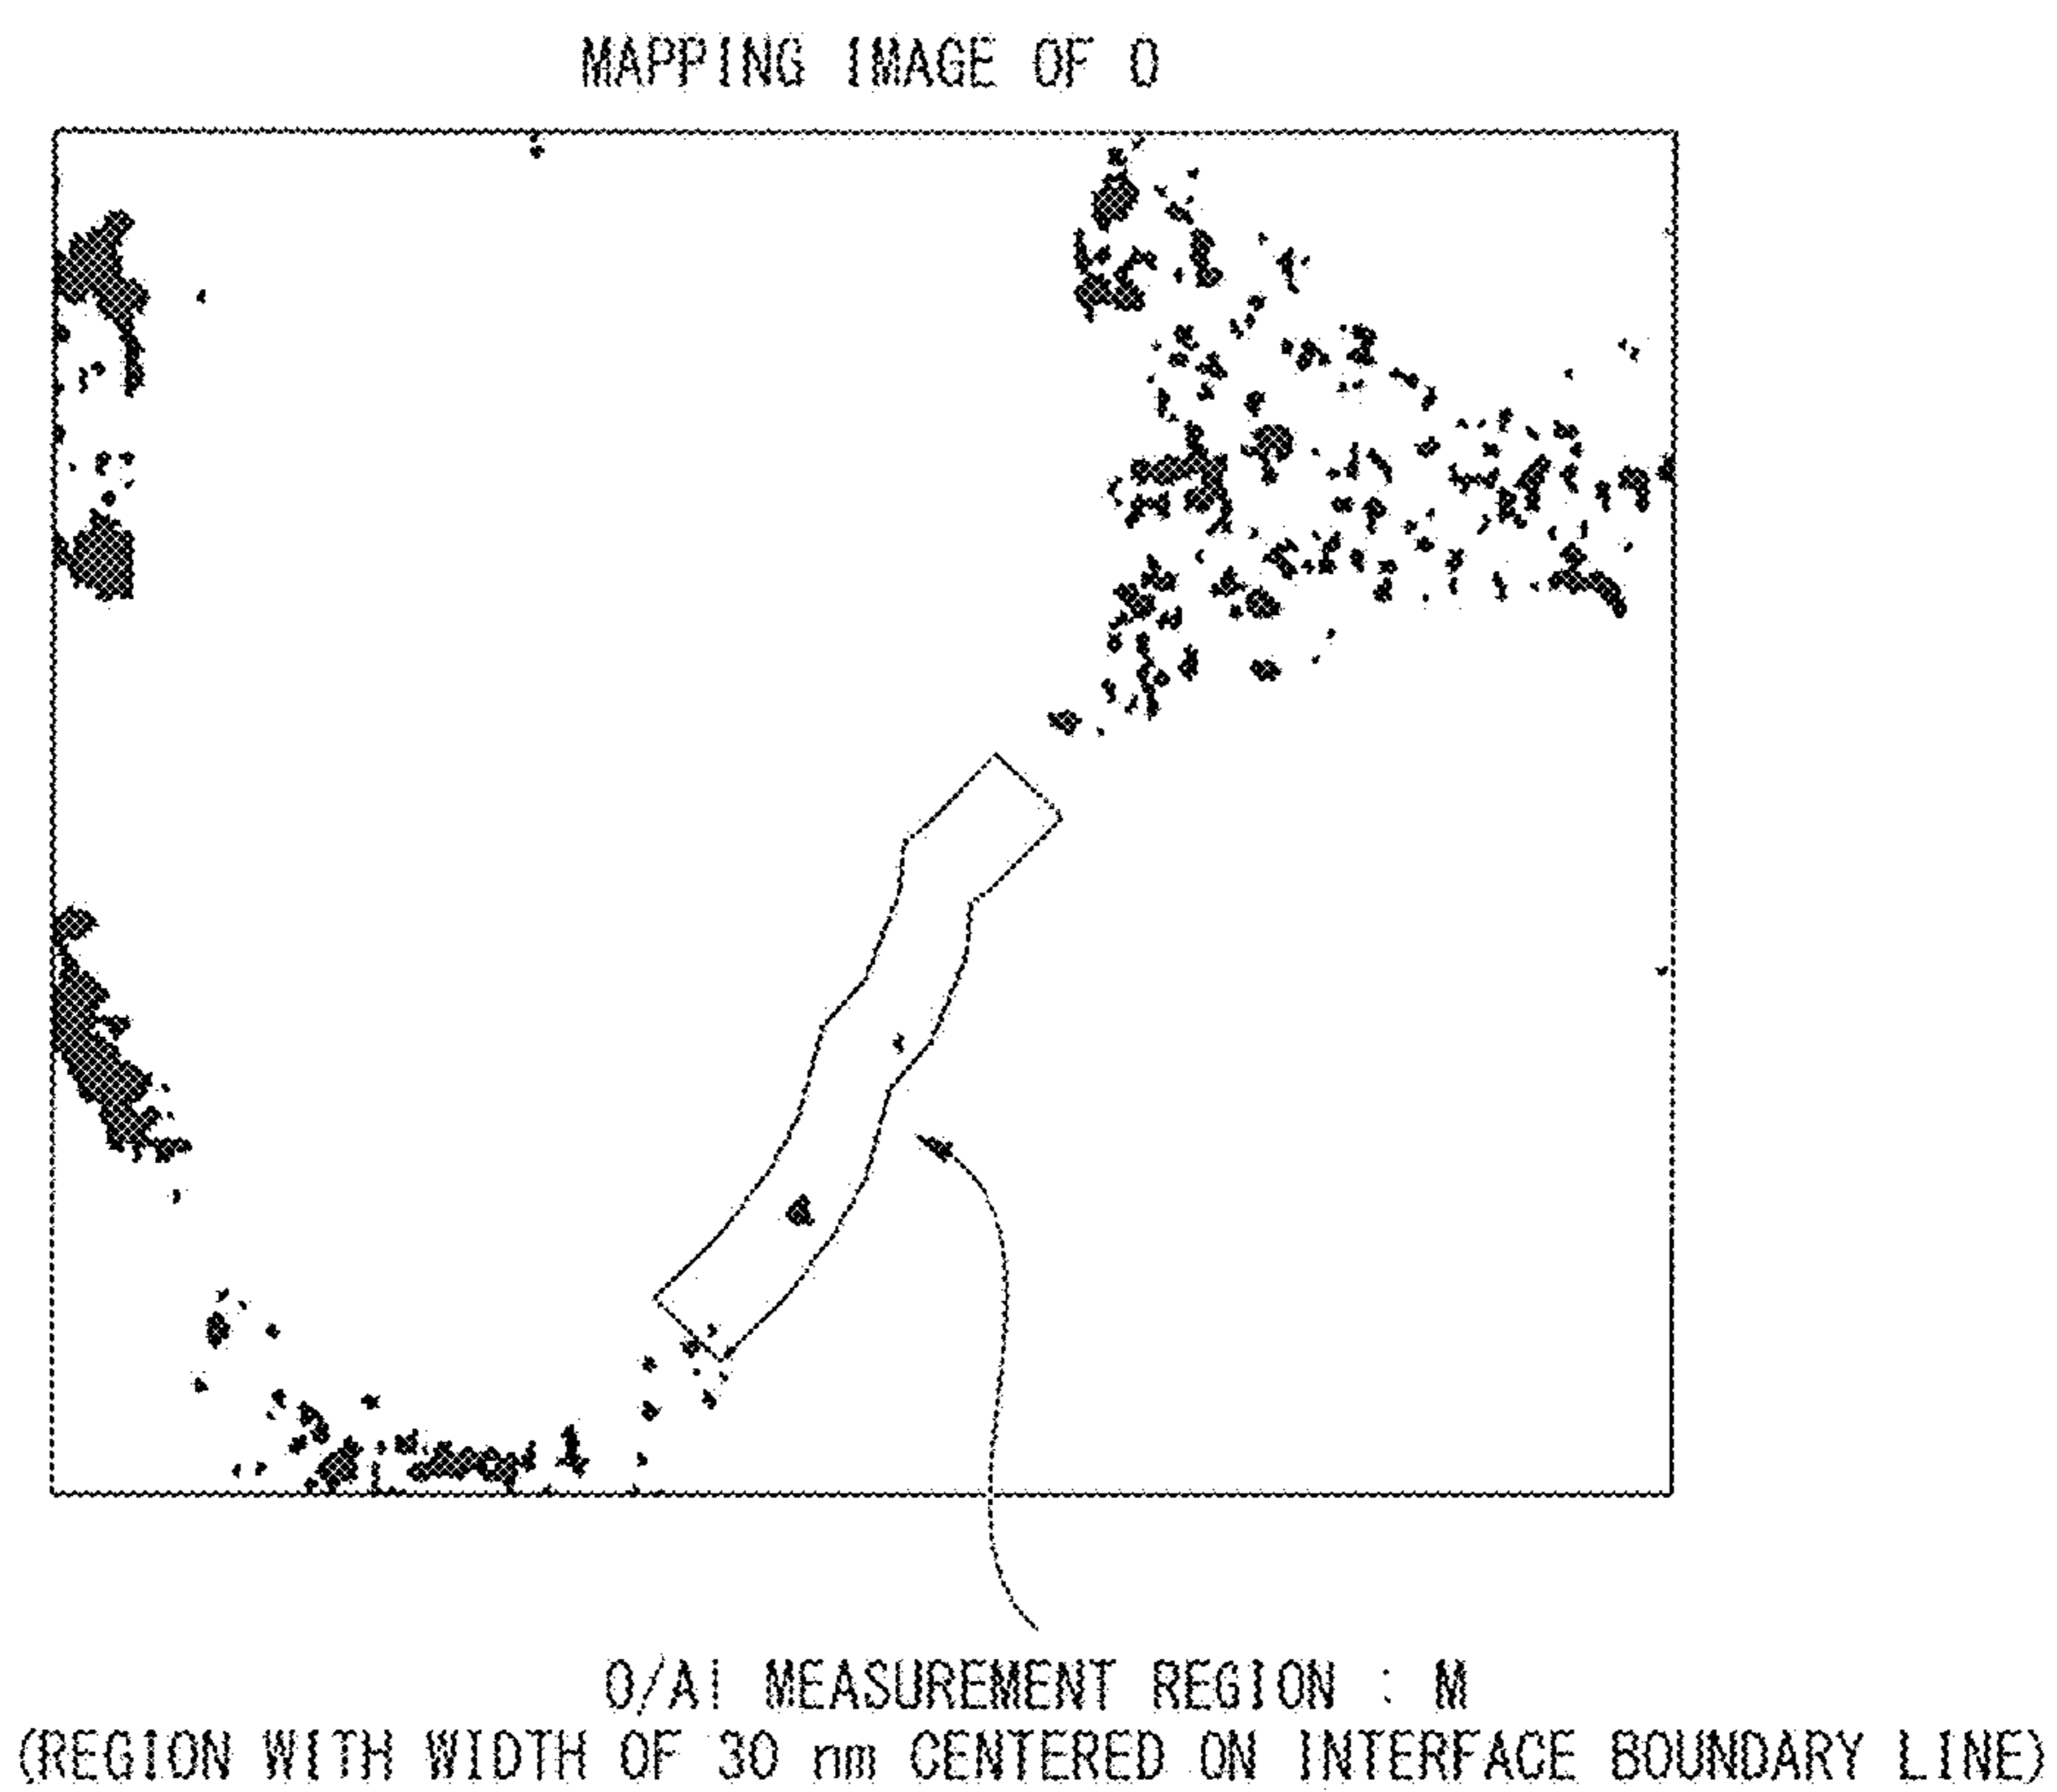 MAPPING IMAGE OF O
O/Al MEASUREMENT REGION : M
(REGION WITH WIDTH OF 30 nm CENTERED ON INTERFACE BOUNDARY LINE)